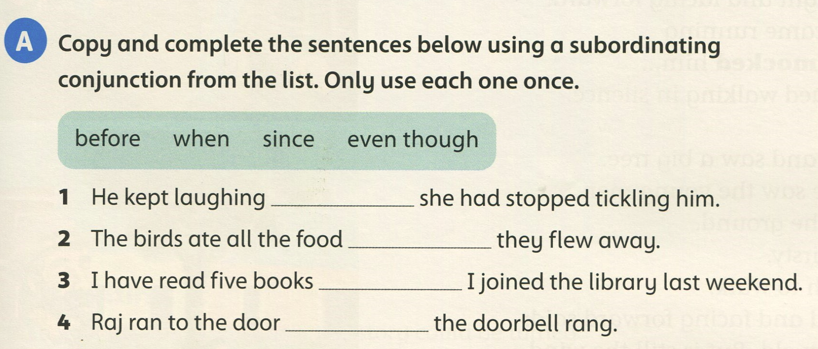 A Copy and complete the sentences below using a subordinating
conjunction from the list. Only use each one once.
before when since even though
1 He kept laughing ____________ she had stopped tickling him.
2 The birds ate all the food ____________ they flew away.
3 I have read five books ____________ I joined the library last weekend.
4 Raj ran to the door ____________ the doorbell rang.